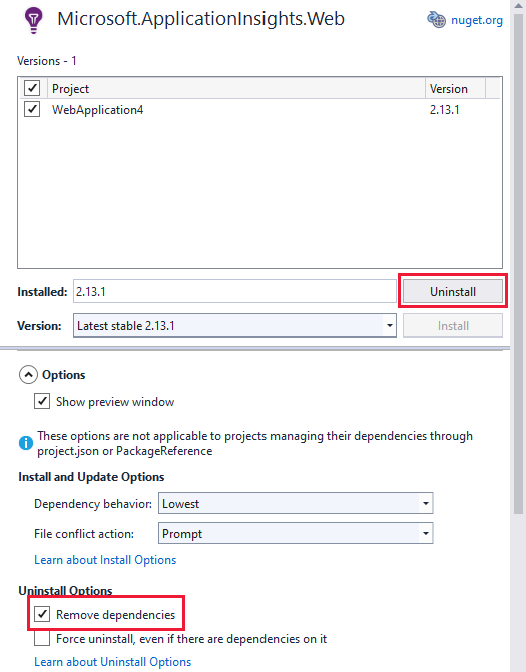 Microsoft.ApplicationInsights.Web
nuget.org
Versions - 1
Project Version
WebApplication4 2.13.1
Installed: 2.13.1 Uninstall
Version: Latest stable 2.13.1 Install
Options
Show preview window
These options are not applicable to projects managing their dependencies through
project.json or PackageReference
Install and Update Options
Dependency behavior: Lowest
File conflict action: Prompt
Learn about Install Options
Uninstall Options
Remove dependencies
Force uninstall, even if there are dependencies on it
Learn about Uninstall Options